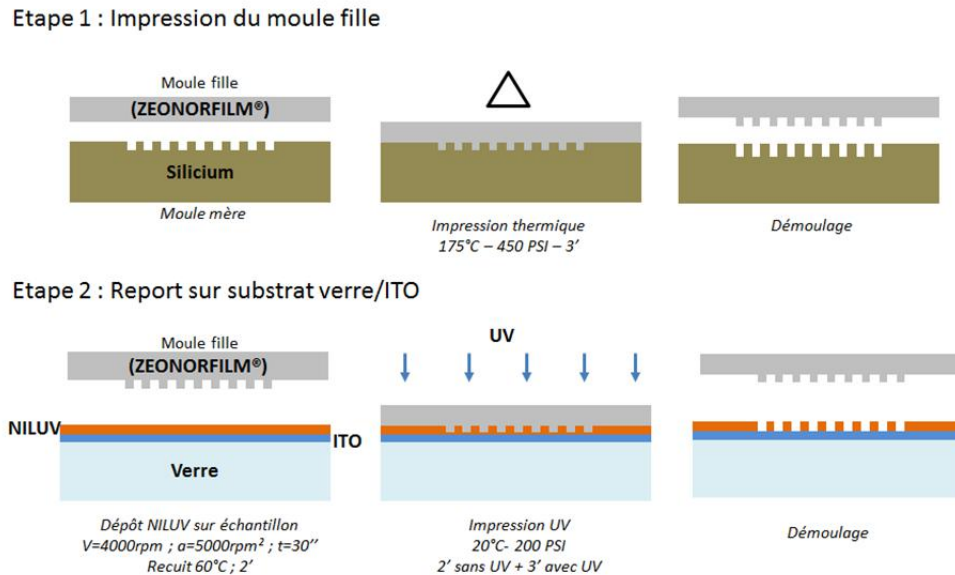 Etape 1 : Impression du moule fille
Moule fille
(ZEONORFILM®)
Silicium
Moule mère
Impression thermique
175°C – 450 PSI – 3’
Démoulage
Etape 2 : Report sur substrat verre/ITO
Moule fille
(ZEONORFILM®)
NILUV
ITO
Verre
Dépôt NILUV sur échantillon
V=4000rpm ; a=5000rpm² ; t=30’’
Recuit 60°C ; 2’
UV
Impression UV
20°C- 200 PSI
2’ sans UV + 3’ avec UV
Démoulage